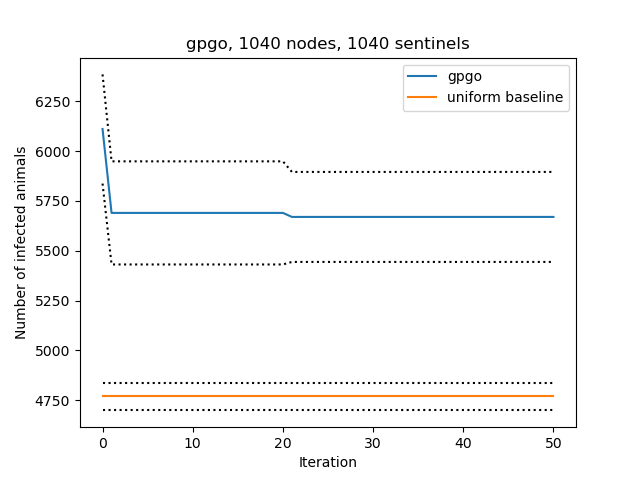 gpgo, 1040 nodes, 1040 sentinels
gpgo
uniform baseline
Number of infected animals
6250
6000
5750
5500
5250
5000
4750
0 10 20 30 40 50
Iteration